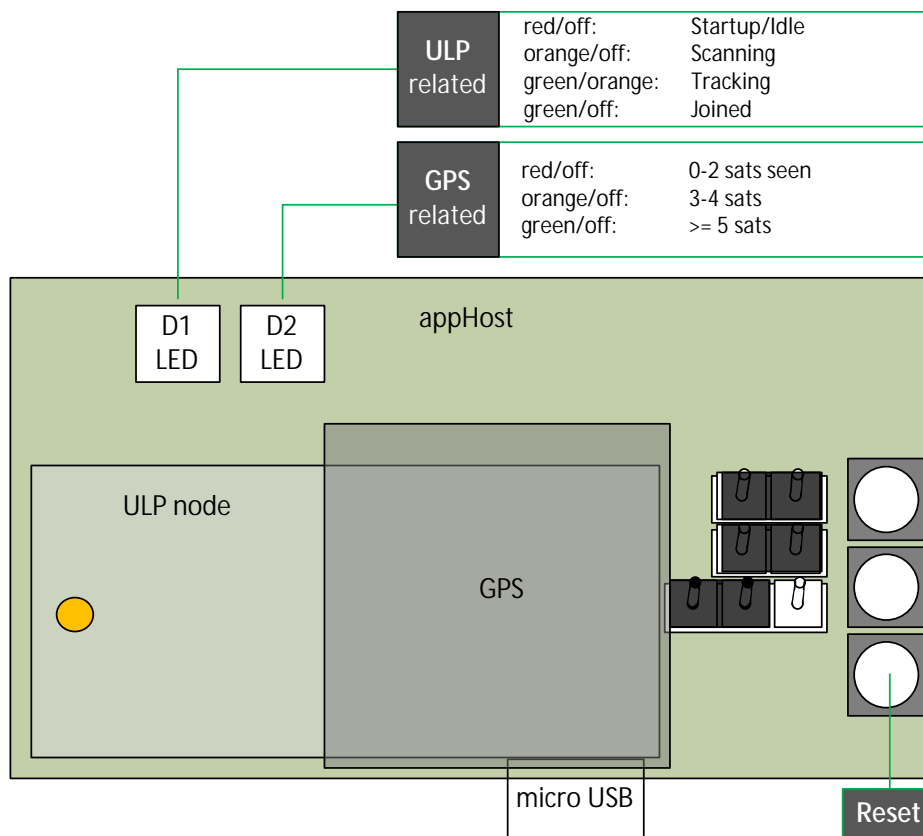 ULP
related
red/off: Startup/Idle
orange/off: Scanning
green/orange: Tracking
green/off: Joined
GPS
related
red/off: 0-2 sats seen
orange/off: 3-4 sats
green/off: >= 5 sats
D1
LED
D2
LED
appHost
ULP node
GPS
micro USB
Reset